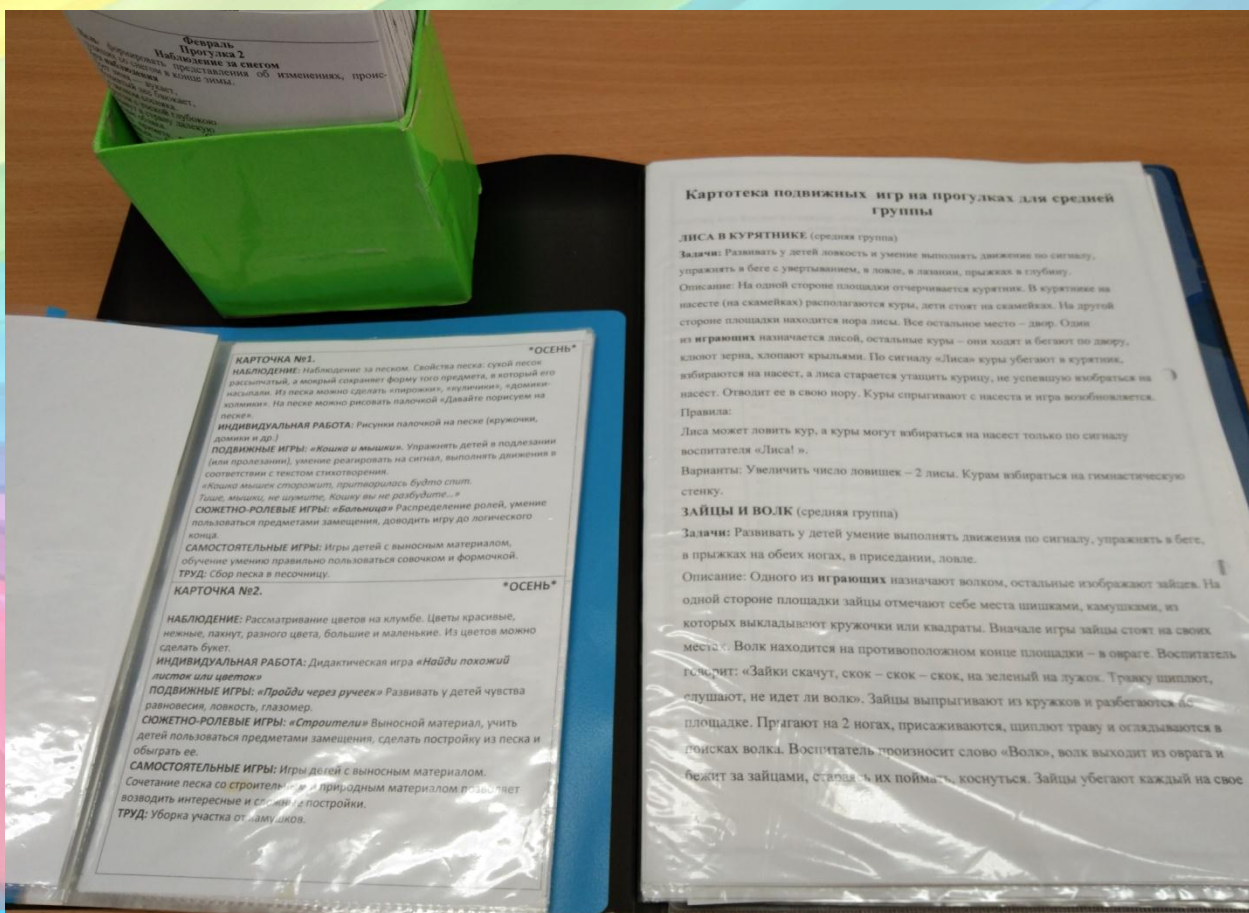 Февраль
Прогулка 2
Наблюдение за снегом
формировать представления об изменениях, проис-
со снегом в конце зимы.
наблюдения
*ОСЕНЬ*
КАРТОЧКА №1.
НАБЛЮДЕНИЕ: Наблюдение за песком. Свойства песка: сухой песок
рассыпчатый, а мокрый сохраняет форму того предмета, в который его
насыпали. Из песка можно сделать «пирожки», «куличики», «домики-
холмики». На песке можно рисовать палочкой «Давайте порисуем на
песке».
ИНДИВИДУАЛЬНАЯ РАБОТА: Рисунки палочкой на песке (кружочки,
домики и др.)
ПОДВИЖНЫЕ ИГРЫ: «Кошка и мышки». Упражнять детей в подлезании
(или пролезании), умение реагировать на сигнал, выполнять движения в
соответствии с текстом стихотворения.
«Кошка мышек сторожит, притворилась будто спит.
Тише, мышки, не шумите, Кошку вы не разбудите...»
СЮЖЕТНО-РОЛЕВЫЕ ИГРЫ: «Больница» Распределение ролей, умение
пользоваться предметами замещения, доводить игру до логического
конца.
САМОСТОЯТЕЛЬНЫЕ ИГРЫ: Игры детей с выносным материалом,
обучение умению правильно пользоваться совочком и формочкой.
ТРУД: Сбор песка в песочницу.
*ОСЕНЬ*
КАРТОЧКА №2.
НАБЛЮДЕНИЕ: Рассматривание цветов на клумбе. Цветы красивые,
нежные, пахнут, разного цвета, большие и маленькие. Из цветов можно
сделать букет.
ИНДИВИДУАЛЬНАЯ РАБОТА: Дидактическая игра «Найди похожий
листок или цветок»
ПОДВИЖНЫЕ ИГРЫ: «Пройди через ручеек» Развивать у детей чувства
равновесия, ловкость, глазомер.
СЮЖЕТНО-РОЛЕВЫЕ ИГРЫ: «Строители» Выносной материал, учить
детей пользоваться предметами замещения, сделать постройку из песка и
обыграть ее.
САМОСТОЯТЕЛЬНЫЕ ИГРЫ: Игры детей с выносным материалом.
Сочетание песка со строительным и природным материалом позволяет
возводить интересные и сложные постройки.
ТРУД: Уборка участка от камушков.
Картотека подвижных игр на прогулках для средней
группы
ЛИСА В КУРЯТНИКЕ (средняя группа)
Задачи: Развивать у детей ловкость и умение выполнять движение по сигналу,
упражнять в беге с увертыванием, в ловле, в лазании, прыжках в глубину.
Описание: На одной стороне площадки отчерчивается курятник. В курятнике на
насесте (на скамейках) располагаются куры, дети стоят на скамейках. На другой
стороне площадки находится нора лисы. Все остальное место – двор. Один
из играющих назначается лисой, остальные куры – они ходят и бегают по двору,
клюют зерна, хлопают крыльями. По сигналу «Лиса» куры убегают в курятник,
взбираются на насест, а лиса старается утащить курицу, не успевшую взобраться на
насест. Отводит ее в свою нору. Куры спрыгивают с насеста и игра возобновляется.
Правила:
Лиса может ловить кур, а куры могут взбираться на насест только по сигналу
воспитателя «Лиса! ».
Варианты: Увеличить число ловишек – 2 лисы. Курам взбираться на гимнастическую
стенку.
ЗАЙЦЫ И ВОЛК (средняя группа)
Задачи: Развивать у детей умение выполнять движения по сигналу, упражнять в беге,
в прыжках на обеих ногах, в приседании, ловле.
Описание: Одного из играющих назначают волком, остальные изображают зайцев. На
одной стороне площадки зайцы отмечают себе места шишками, камушками, из
которых выкладывают кружочки или квадраты. Вначале игры зайцы стоят на своих
местах. Волк находится на противоположном конце площадки – в овраге. Воспитатель
говорит: «Зайки скачут, скок – скок – скок, на зеленый на лужок. Травку щиплют,
слушают, не идет ли волк». Зайцы выпрыгивают из кружков и разбегаются по
площадке. Прыгают на 2 ногах, присаживаются, щиплют траву и оглядываются в
поисках волка. Воспитатель произносит слово «Волк», волк выходит из оврага и
бежит за зайцами, стараясь их поймать, коснуться. Зайцы убегают каждый на свое